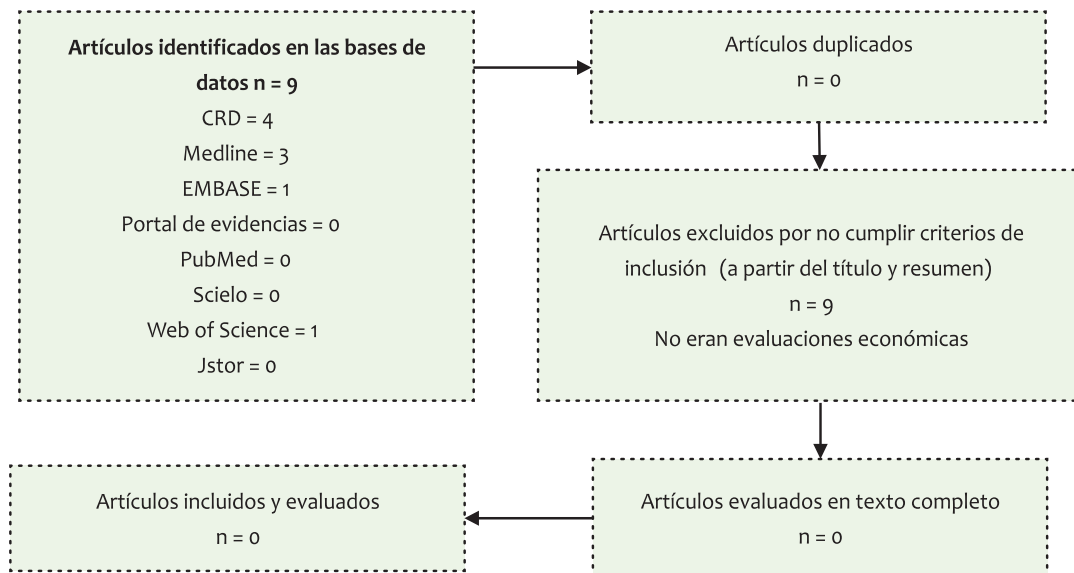 Artículos identificados en las bases de
datos n = 9
CRD = 4
Medline = 3
EMBASE = 1
Portal de evidencias = 0
PubMed = 0
Scielo = 0
Web of Science = 1
Jstor = 0
Artículos duplicados
n = 0
Artículos excluidos por no cumplir criterios de
inclusión (a partir del título y resumen)
n = 9
No eran evaluaciones económicas
Artículos evaluados en texto completo
n = 0
Artículos incluidos y evaluados
n = 0